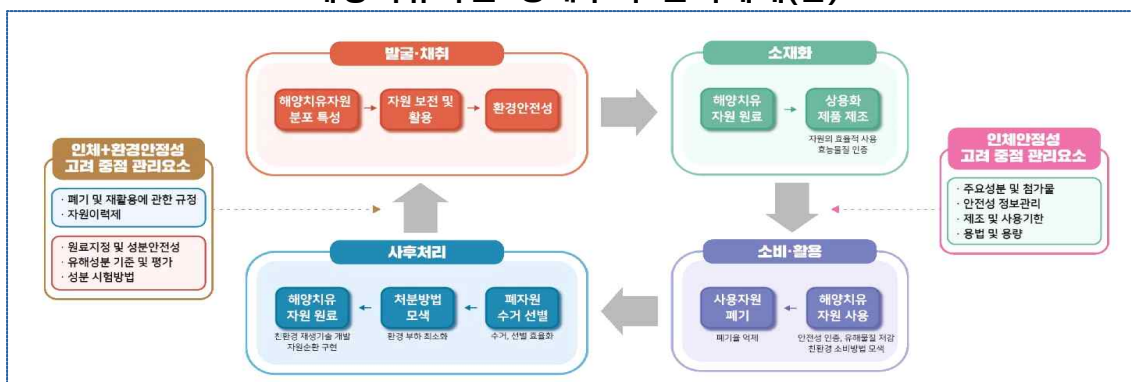 발굴·채취
해양치유자원
분포 특성
자원 보전 및
활용
환경안전성
소재화
해양치유
자원 원료
상용화
제품 제조
자원의 효율적 사용
효능물질 인증
인체+환경안정성
고려 중점 관리요소
· 폐기 및 재활용에 관한 규정
· 자원이력제
· 원료지정 및 성분안전성
· 유해성분 기준 및 평가
· 성분 시험방법
인체안정성
고려 중점 관리요소
· 주요성분 및 첨가물
· 안전성 정보관리
· 제조 및 사용기한
· 용법 및 용량
사후처리
해양치유
자원 원료
친환경 재생기술 개발
자원순환 구현
처분방법
모색
환경 부하 최소화
폐자원
수거 선별
수거, 선별 효율화
소비·활용
사용자원
폐기
폐기물 억제
해양치유
자원 사용
안전성 인증, 유해물질 저감
친환경 소비방법 모색